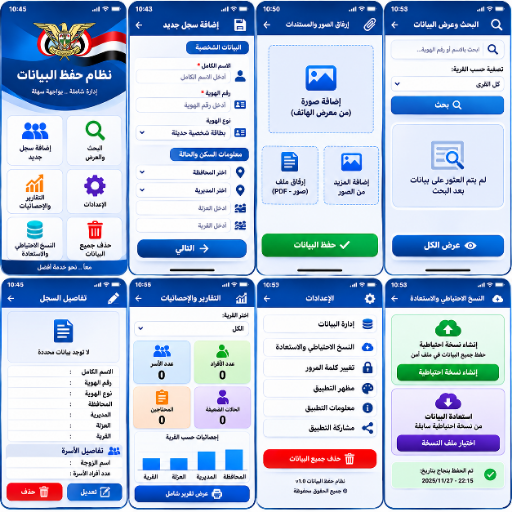 10:45
نظام حفظ البيانات
إدارة شاملة .. بواجهة سهلة
إضافة سجل
جديد
البحث
والعرض
التقارير
والإحصائيات
الإعدادات
النسخ الاحتياطي
والاستعادة
حذف جميع
البيانات
معاً.. نحو خدمة أفضل
10:43
إضافة سجل جديد
البيانات الشخصية
الاسم الكامل *
أدخل الاسم الكامل
رقم الهوية *
أدخل رقم الهوية
نوع الهوية
بطاقة شخصية حديثة
معلومات السكن والحالة
اختر المحافظة
اختر المديرية
أدخل العزلة
أدخل القرية
التالي
10:50
إرفاق الصور والمستندات
إضافة صورة
(من معرض الهاتف)
إرفاق ملف
(صور - PDF)
إضافة المزيد
من الصور
حفظ البيانات
10:53
البحث وعرض البيانات
ابحث بالاسم أو رقم الهوية...
تصفية حسب القرية:
كل القرى
بحث
لم يتم العثور على بيانات
بعد البحث
عرض الكل
10:45
تفاصيل السجل
لا توجد بيانات محددة
الاسم الكامل :
رقم الهوية :
نوع الهوية :
المحافظة :
المديرية :
العزلة :
القرية :
تفاصيل الأسرة
اسم الزوجة :
عدد أفراد الأسرة :
تعديل
حذف
التقارير والإحصائيات
اختر القرية:
الكل
عدد الأسر
0
عدد الأفراد
0
المحتاجين
0
الحالات الضعيفة
0
إحصائيات حسب القرية
المحافظة
المديرية
العزلة
القرية
عرض تقرير شامل
الإعدادات
إدارة البيانات
النسخ الاحتياطي والاستعادة
تغيير كلمة المرور
مظهر التطبيق
معلومات التطبيق
مشاركة التطبيق
حذف جميع البيانات
نظام حفظ البيانات v1.0
© جميع الحقوق محفوظة
10:53
النسخ الاحتياطي والاستعادة
إنشاء نسخة احتياطية
حفظ جميع البيانات في ملف آمن
إنشاء نسخة احتياطية
استعادة البيانات
من نسخة احتياطية سابقة
اختيار ملف النسخة
تم الحفظ بنجاح بتاريخ:
2025/11/27 - 22:15